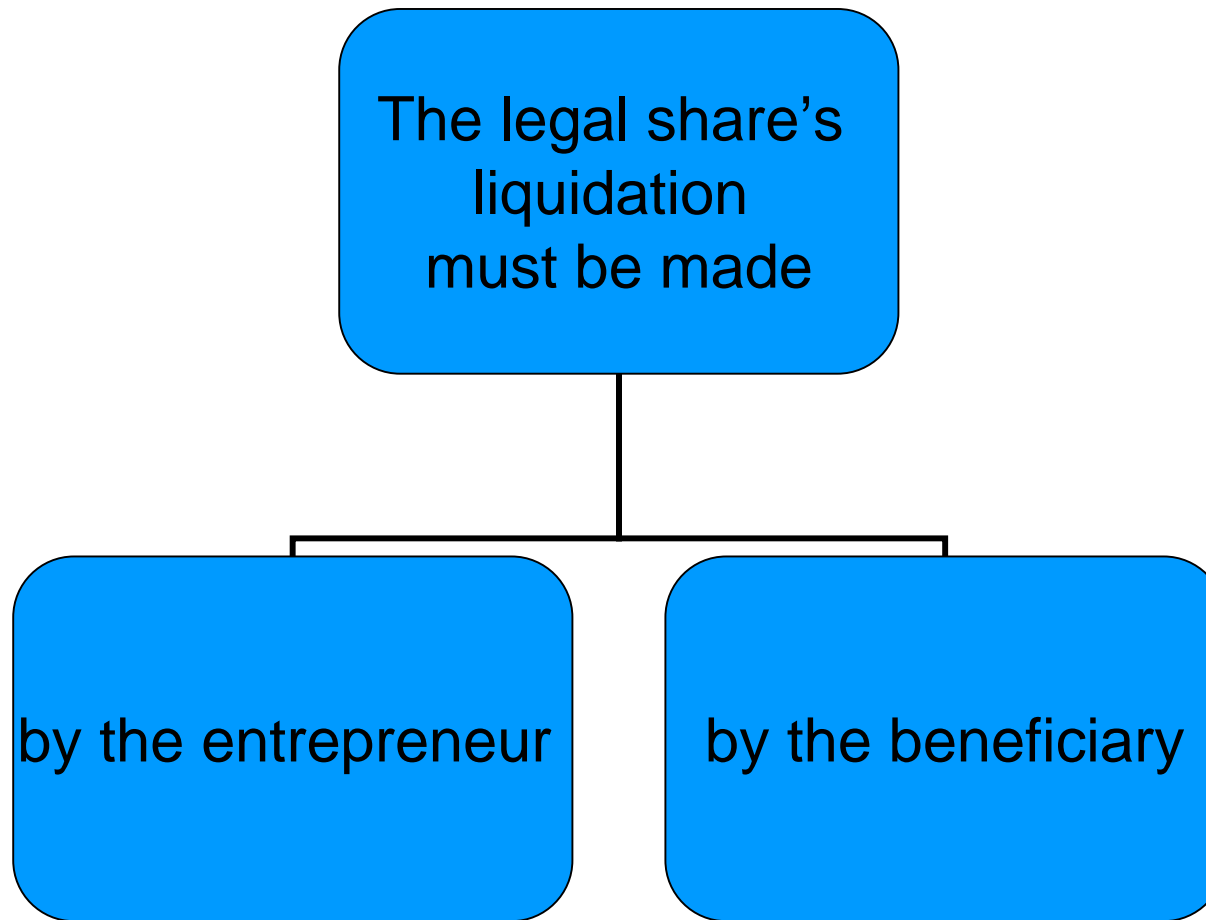 The legal share’s
liquidation
must be made
by the entrepreneur
by the beneficiary